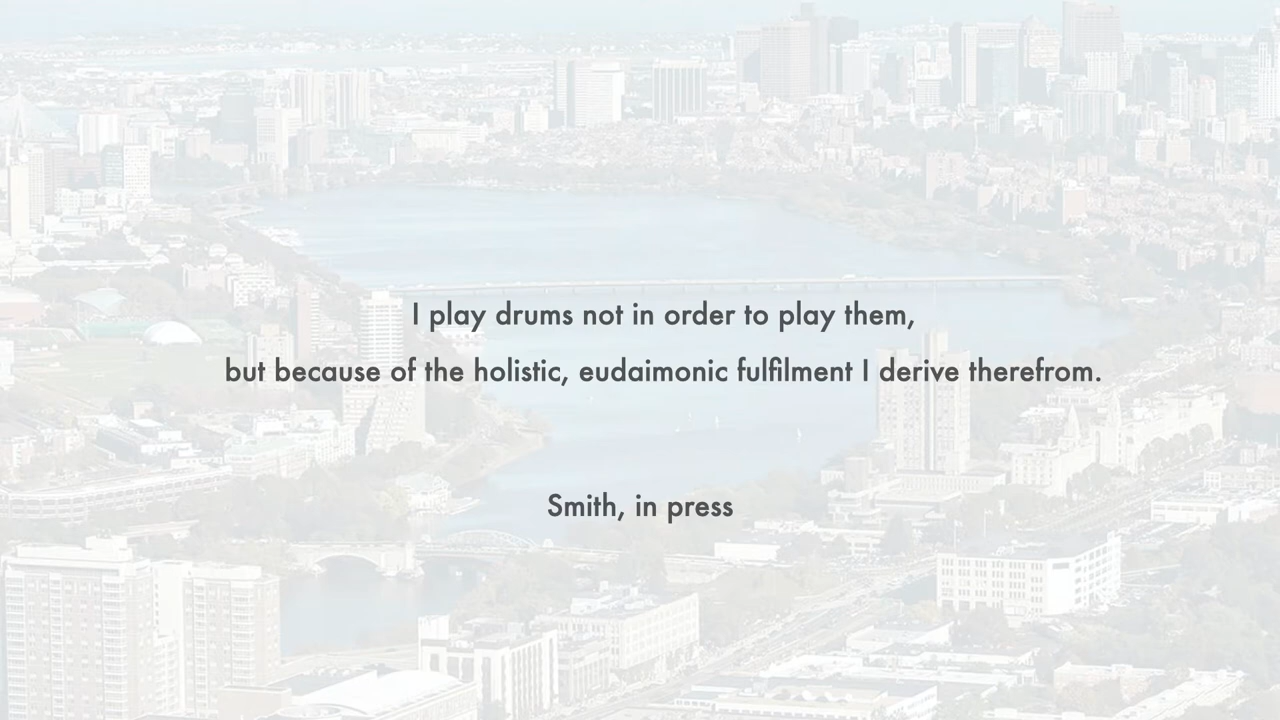 I play drums not in order to play them,
but because of the holistic, eudaimonic fulfilment I derive therefrom.
Smith, in press